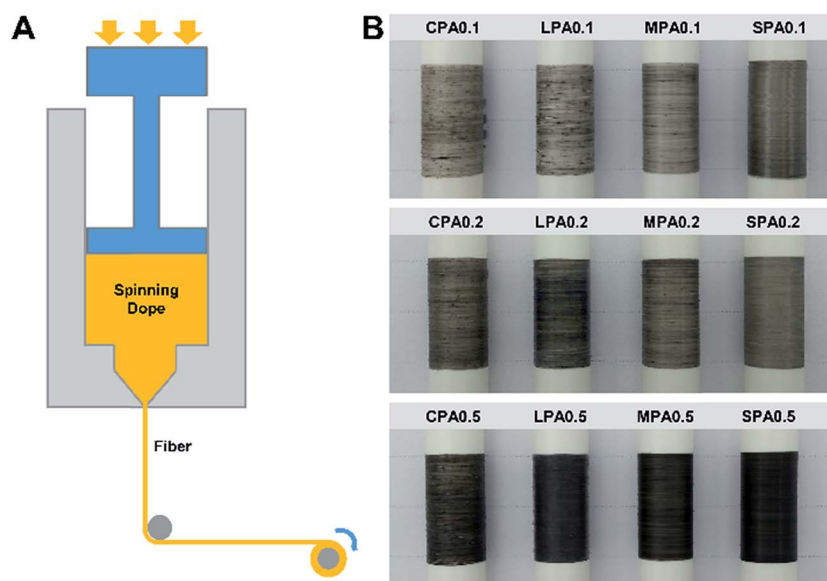 A
Spinning
Dope
Fiber
B
CPA0.1 LPA0.1 MPA0.1 SPA0.1
CPA0.2 LPA0.2 MPA0.2 SPA0.2
CPA0.5 LPA0.5 MPA0.5 SPA0.5